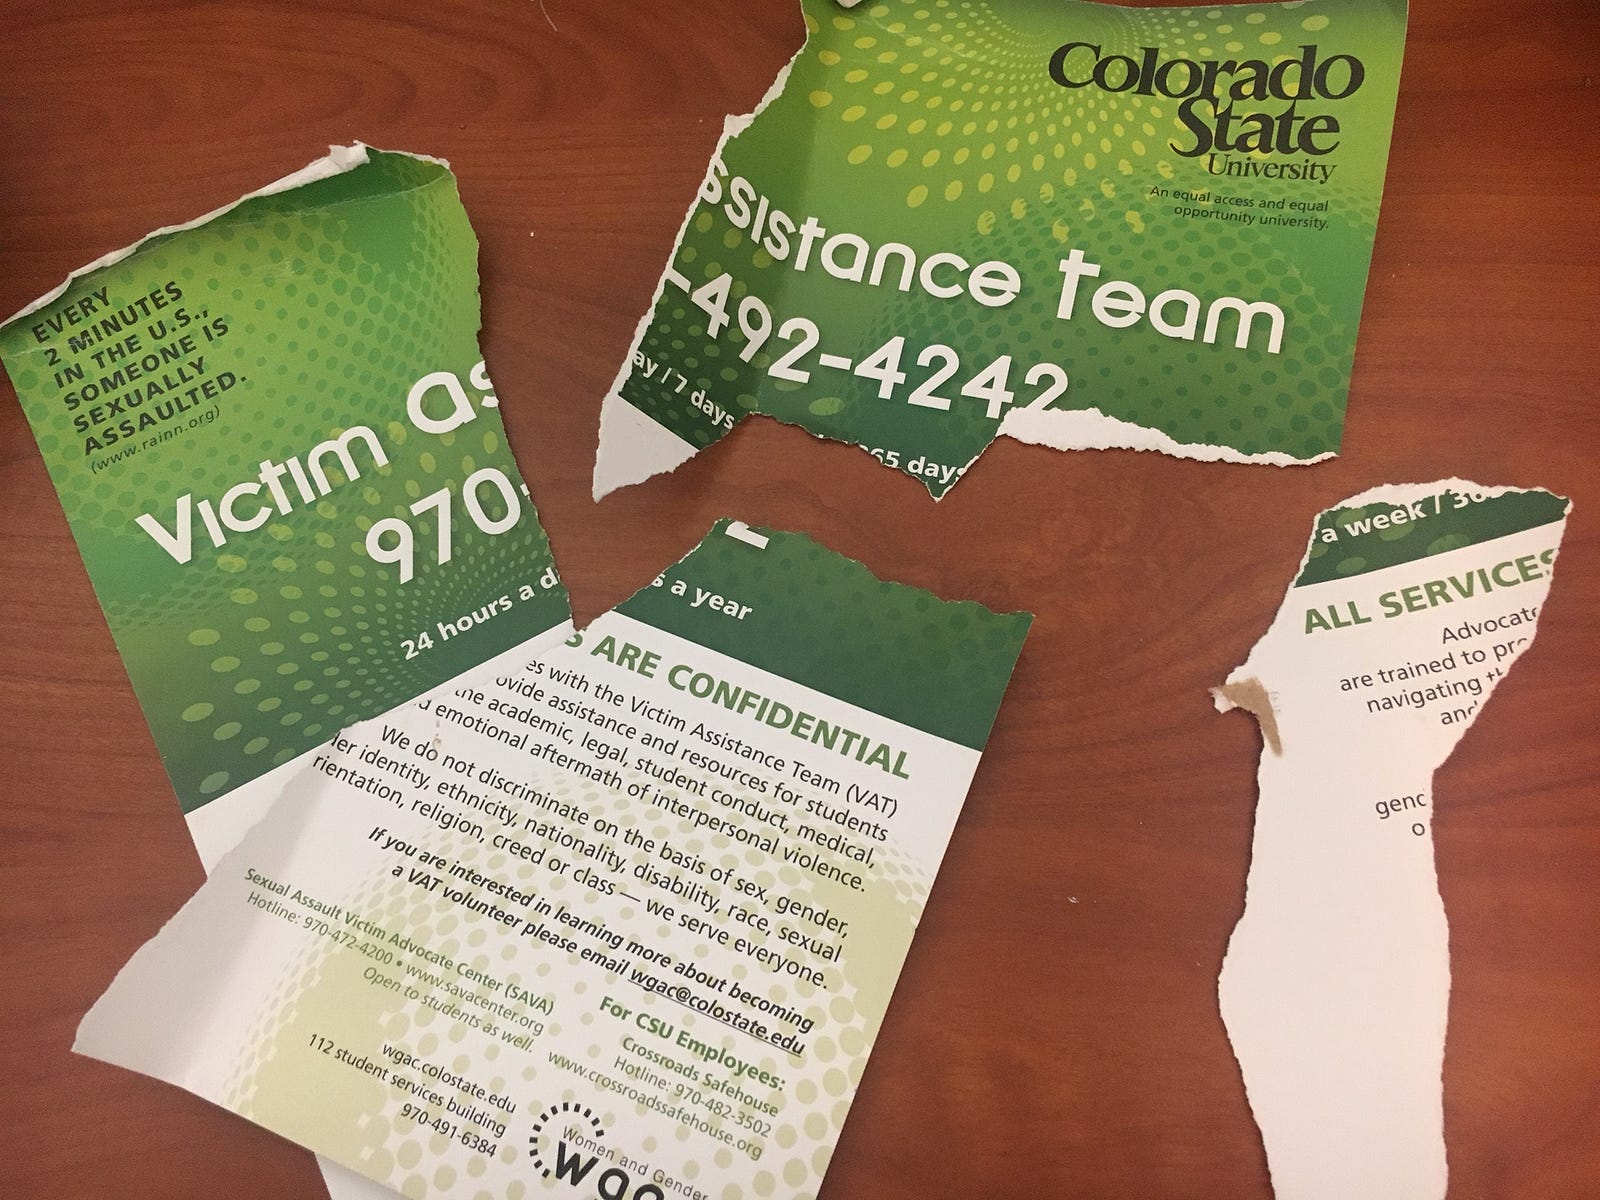 EVERY
2 MINUTES
IN THE U.S.,
SOMEONE IS
SEXUALLY
ASSAULTED.
(www.rainn.org)
Victim as
970-
24 hours a d
Colorado
State
University
An equal access and equal
opportunity university.
ssistance Team
-492-4242
ay / 7 days
365 days
s a year
S ARE CONFIDENTIAL
es with the Victim Assistance Team (VAT)
ovide assistance and resources for students
the academic, legal, student conduct, medical,
d emotional aftermath of interpersonal violence.
We do not discriminate on the basis of sex, gender,
der identity, ethnicity, nationality, disability, race, sexual
rientation, religion, creed or class — we serve everyone.
If you are interested in learning more about becoming
a VAT volunteer please email wgac@colostate.edu
Sexual Assault Victim Advocate Center (SAVA)
Hotline: 970-472-4200 • www.savacenter.org
Open to students as well.
For CSU Employees:
Crossroads Safehouse
Hotline: 970-482-3502
www.crossroadssafehouse.org
wgac.colostate.edu
112 student services building
970-491-6384
Women and Gender
wgac
a week / 36
ALL SERVICES
Advocate
are trained to pro
navigating th
and
genc
o